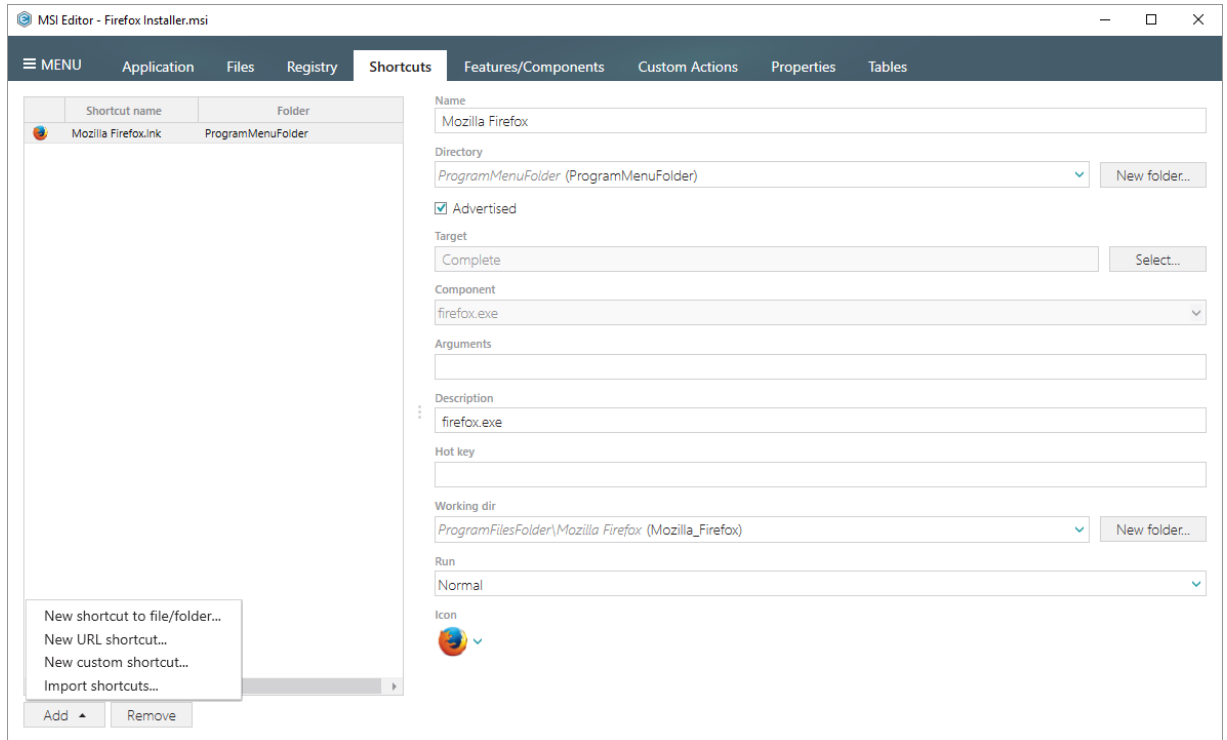 MSI Editor - Firefox Installer.msi
MENU Application Files Registry Shortcuts Features/Components Custom Actions Properties Tables
Shortcut name Folder
Mozilla Firefox.lnk ProgramMenuFolder
Name
Mozilla Firefox
Directory
ProgramMenuFolder (ProgramMenuFolder) New folder...
Advertised
Target
Complete Select...
Component
firefox.exe
Arguments
Description
firefox.exe
Hot key
Working dir
ProgramFilesFolder\Mozilla Firefox (Mozilla_Firefox) New folder...
Run
Normal
Icon
New shortcut to file/folder...
New URL shortcut...
New custom shortcut...
Import shortcuts...
Add Remove